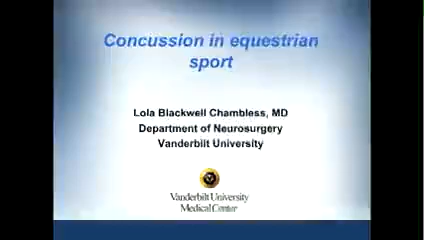 Concussion in equestrian
sport
Lola Blackwell Chambless, MD
Department of Neurosurgery
Vanderbilt University
Vanderbilt University
Medical Center